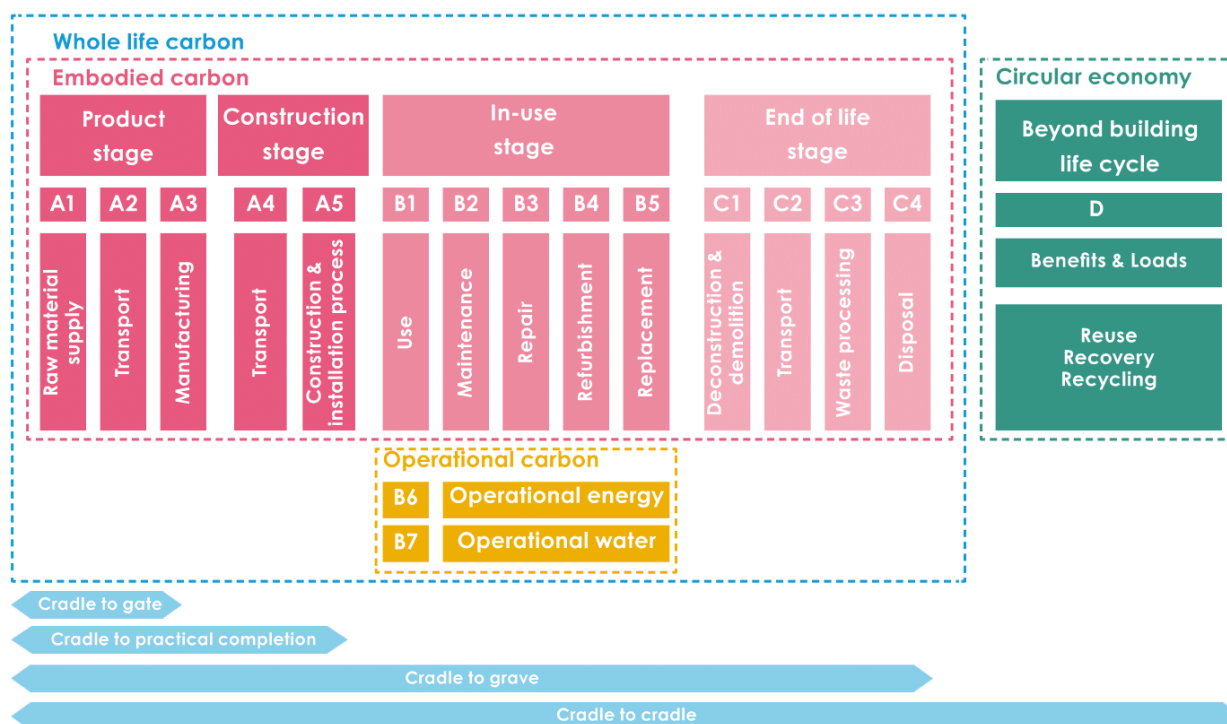 Whole life carbon
Embodied carbon
Circular economy
Product
stage
Construction
stage
In-use
stage
End of life
stage
Beyond building
life cycle
A1
A2
A3
A4
A5
B1
B2
B3
B4
B5
C1
C2
C3
C4
D
Raw material
supply
Transport
Manufacturing
Transport
Construction &
installation process
Use
Maintenance
Repair
Refurbishment
Replacement
Deconstruction &
demolition
Transport
Waste processing
Disposal
Benefits & Loads
Reuse
Recovery
Recycling
Operational carbon
B6
Operational energy
B7
Operational water
Cradle to gate
Cradle to practical completion
Cradle to grave
Cradle to cradle